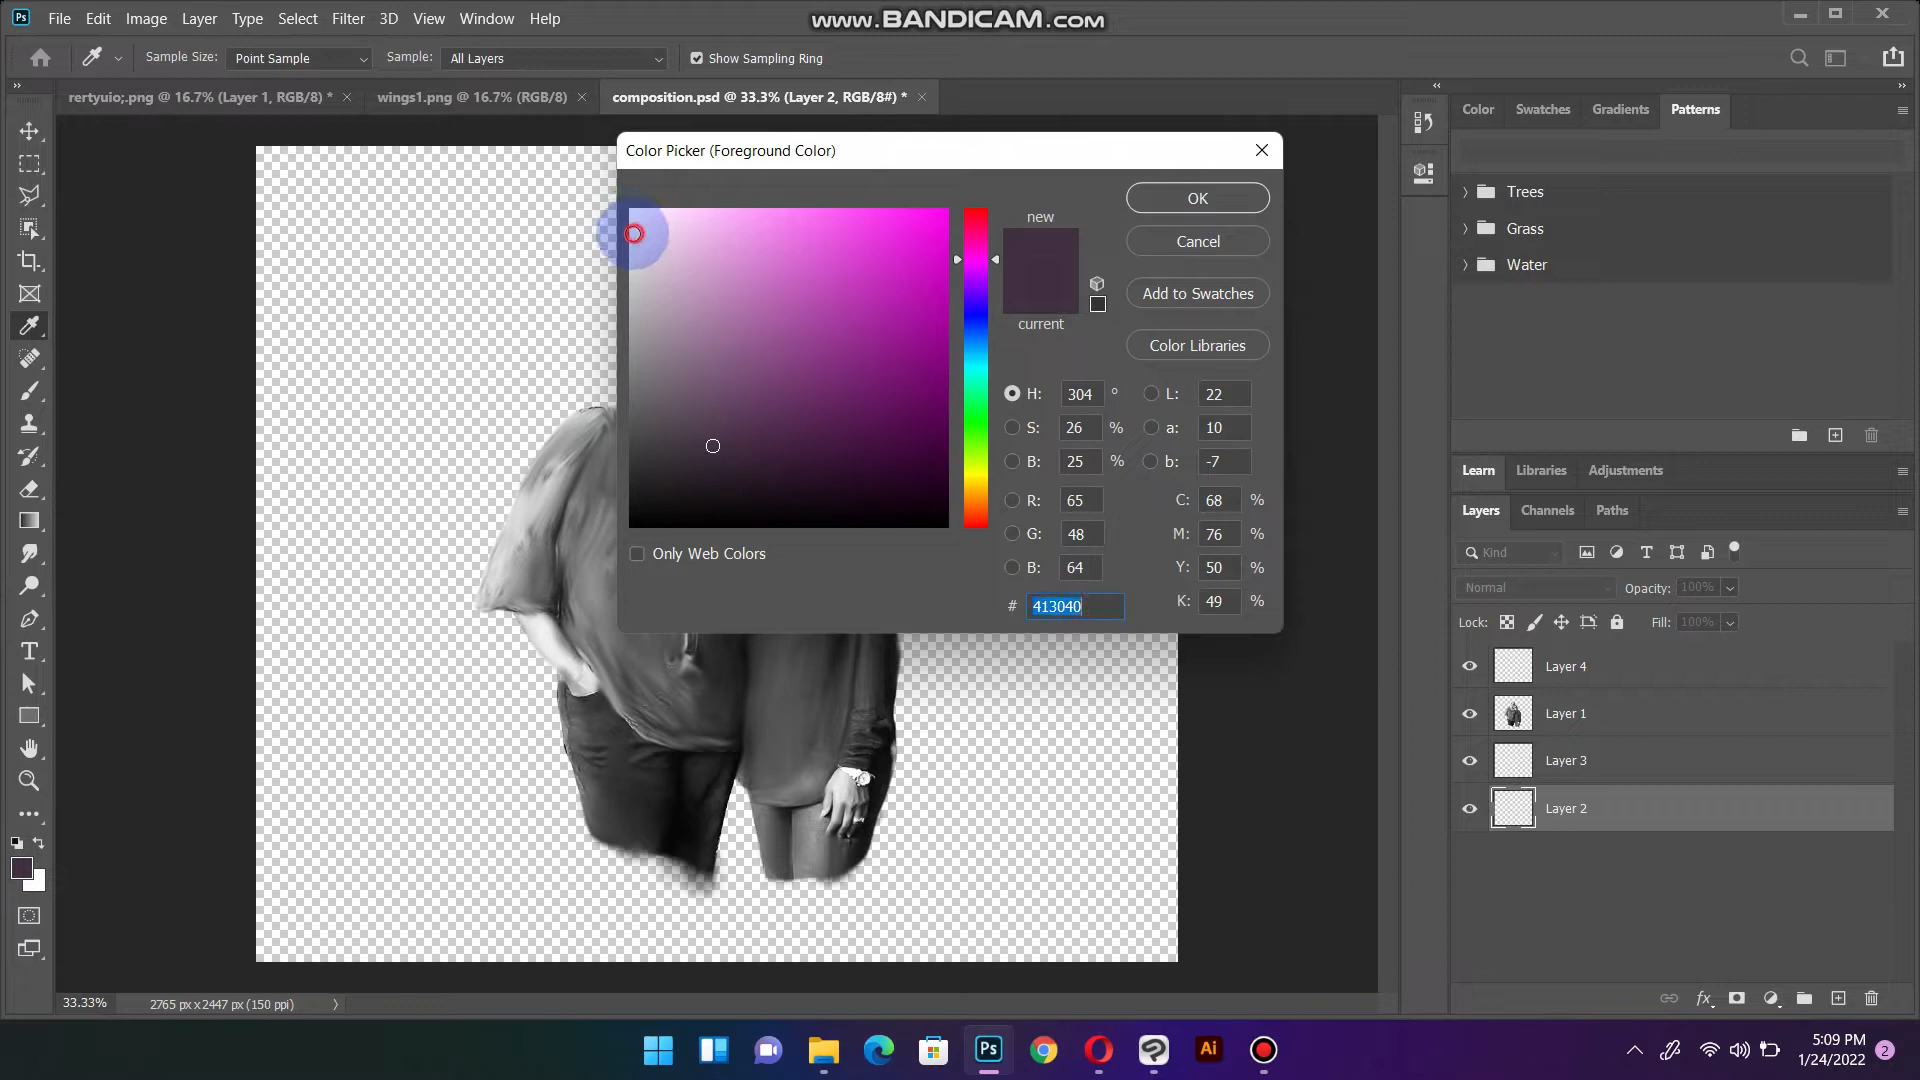 File Edit Image Layer Type Select Filter 3D View Window Help
www.BANDICAM.com
Sample Size: Point Sample Sample: All Layers Show Sampling Ring
rertyuio;.png @ 16.7% (Layer 1, RGB/8) * wings1.png @ 16.7% (RGB/8) composition.psd @ 33.3% (Layer 2, RGB/8#) *
Color Swatches Gradients Patterns
Trees
Grass
Water
Color Picker (Foreground Color)
new
current
OK
Cancel
Add to Swatches
Color Libraries
H: 304 ° L: 22
S: 26 % a: 10
B: 25 % b: -7
R: 65 C: 68 %
G: 48 M: 76 %
B: 64 Y: 50 %
# 413040 K: 49 %
Only Web Colors
Learn Libraries Adjustments
Layers Channels Paths
Kind
Normal Opacity: 100%
Lock: Fill: 100%
Layer 4
Layer 1
Layer 3
Layer 2
fx
33.33% 2765 px x 2447 px (150 ppi)
Ps
Ps
Ai
5:09 PM
1/24/2022
2